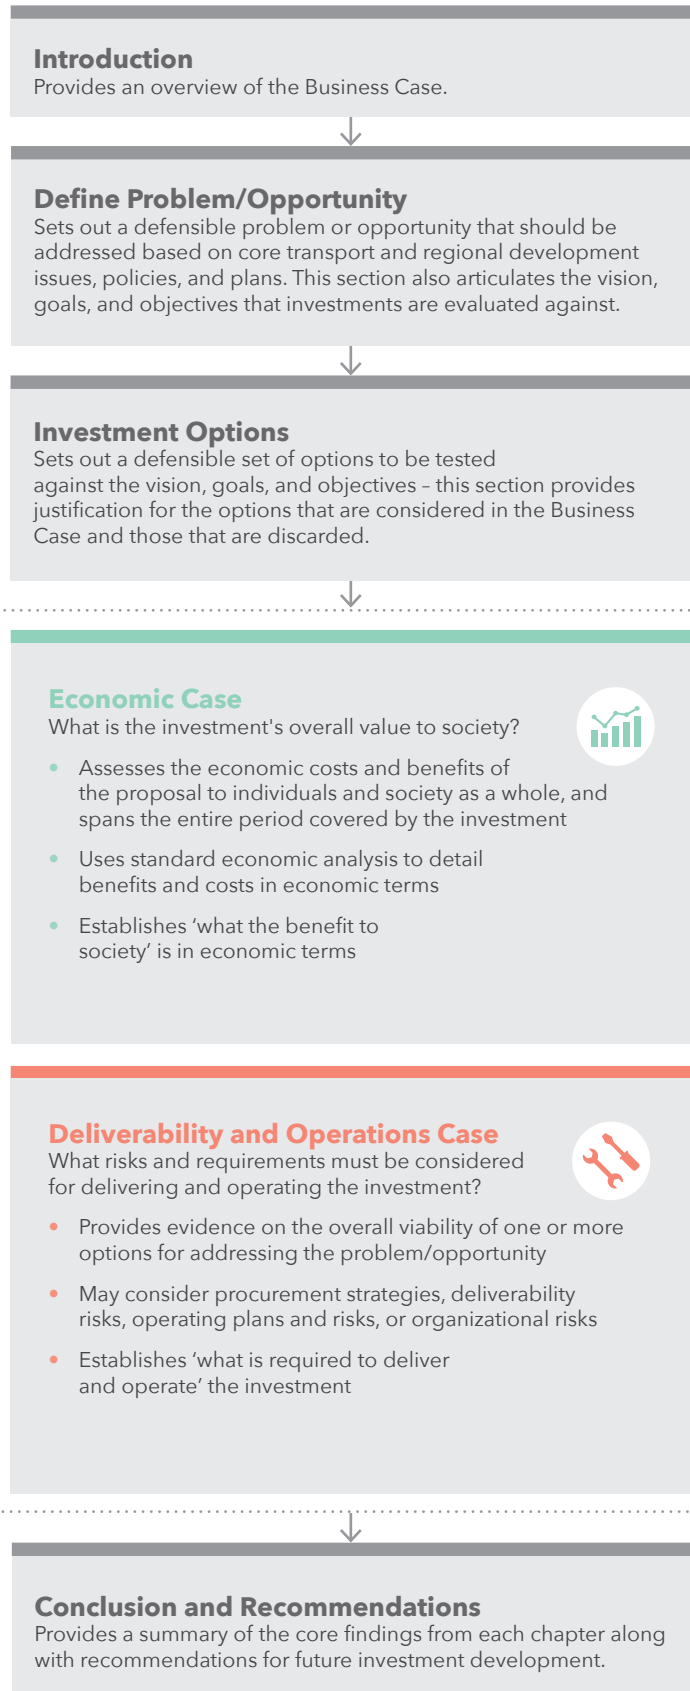 Introduction
Provides an overview of the Business Case.
Define Problem/Opportunity
Sets out a defensible problem or opportunity that should be
addressed based on core transport and regional development
issues, policies, and plans. This section also articulates the vision,
goals, and objectives that investments are evaluated against.
Investment Options
Sets out a defensible set of options to be tested
against the vision, goals, and objectives – this section provides
justification for the options that are considered in the Business
Case and those that are discarded.
Economic Case
What is the investment's overall value to society?
• Assesses the economic costs and benefits of
the proposal to individuals and society as a whole, and
spans the entire period covered by the investment
• Uses standard economic analysis to detail
benefits and costs in economic terms
• Establishes ‘what the benefit to
society’ is in economic terms
Deliverability and Operations Case
What risks and requirements must be considered
for delivering and operating the investment?
• Provides evidence on the overall viability of one or more
options for addressing the problem/opportunity
• May consider procurement strategies, deliverability
risks, operating plans and risks, or organizational risks
• Establishes ‘what is required to deliver
and operate’ the investment
Conclusion and Recommendations
Provides a summary of the core findings from each chapter along
with recommendations for future investment development.